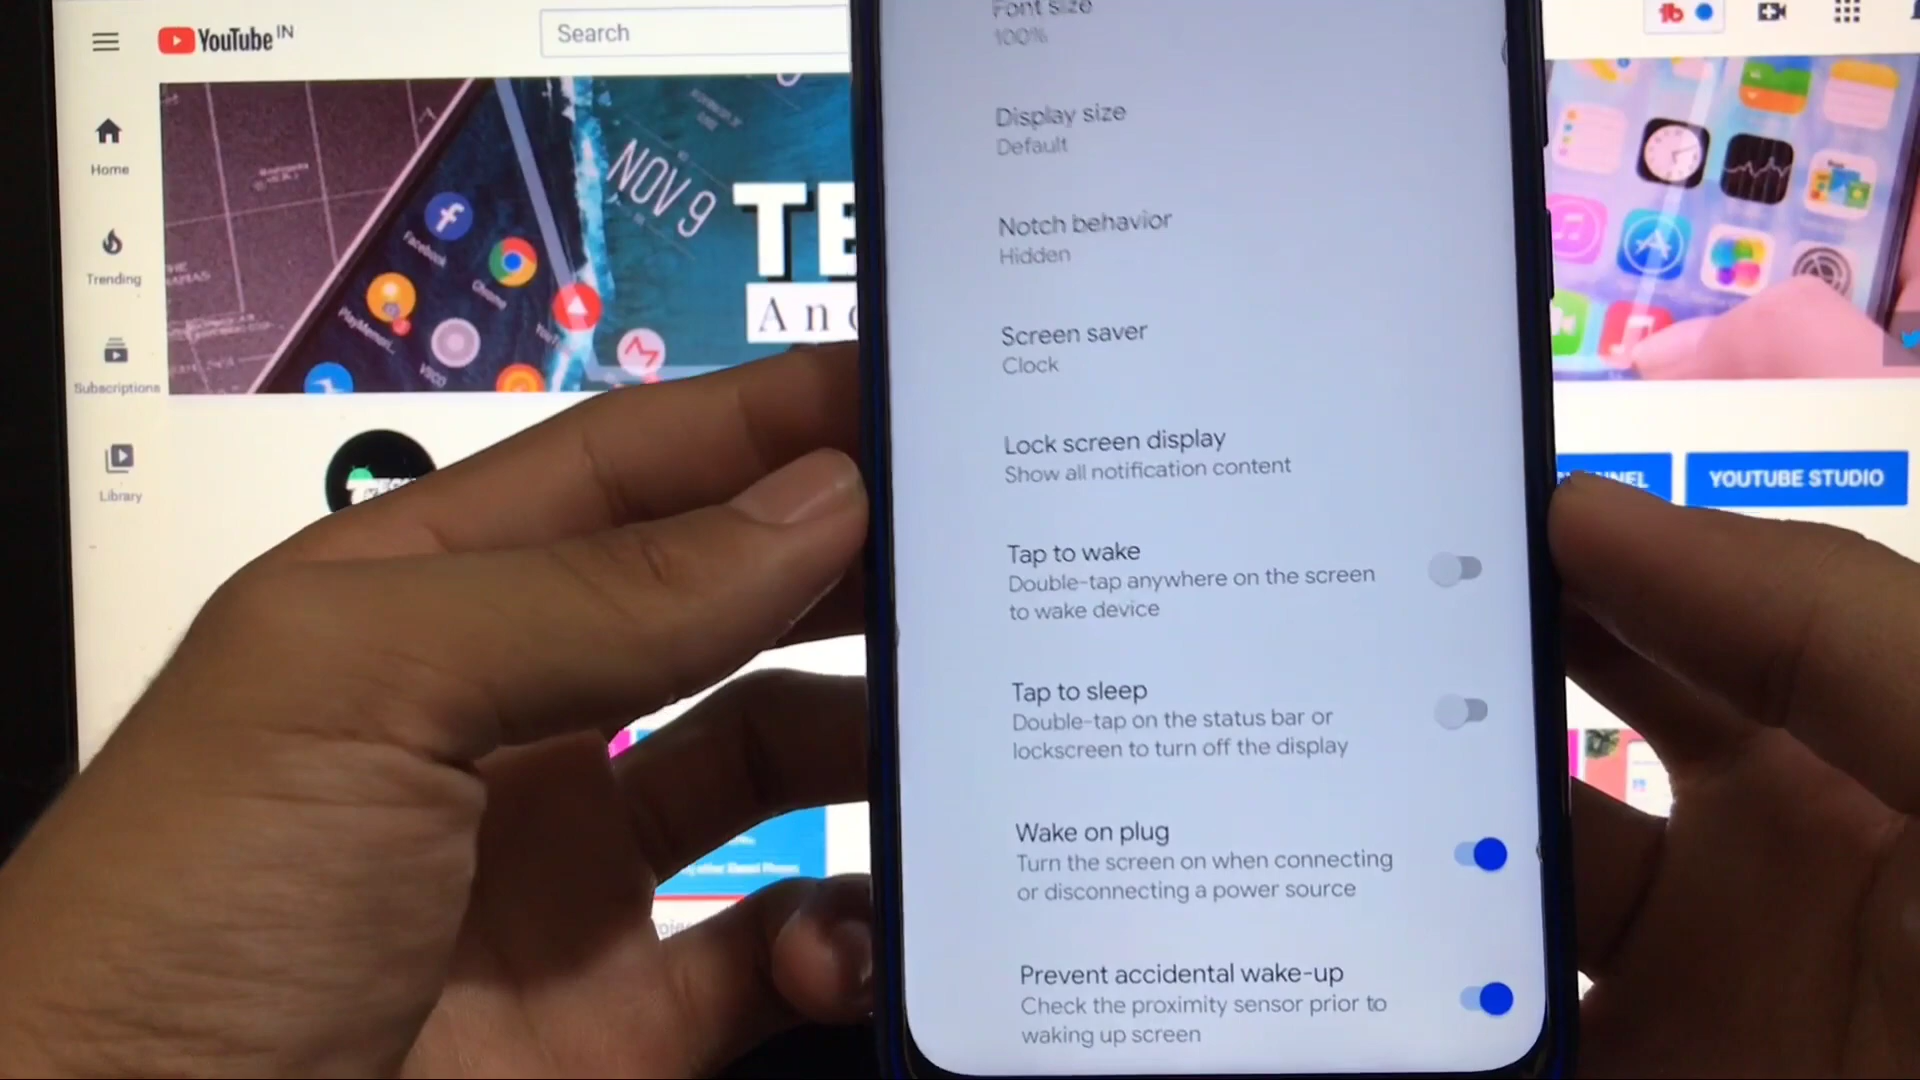 YouTube IN
Search
Home
Trending
Subscriptions
Library
NOV 9
Facebook
Chrome
VSCO
TE
An
YOUTUBE STUDIO
Font size
100%
Display size
Default
Notch behavior
Hidden
Screen saver
Clock
Lock screen display
Show all notification content
Tap to wake
Double-tap anywhere on the screen
to wake device
Tap to sleep
Double-tap on the status bar or
lockscreen to turn off the display
Wake on plug
Turn the screen on when connecting
or disconnecting a power source
Prevent accidental wake-up
Check the proximity sensor prior to
waking up screen